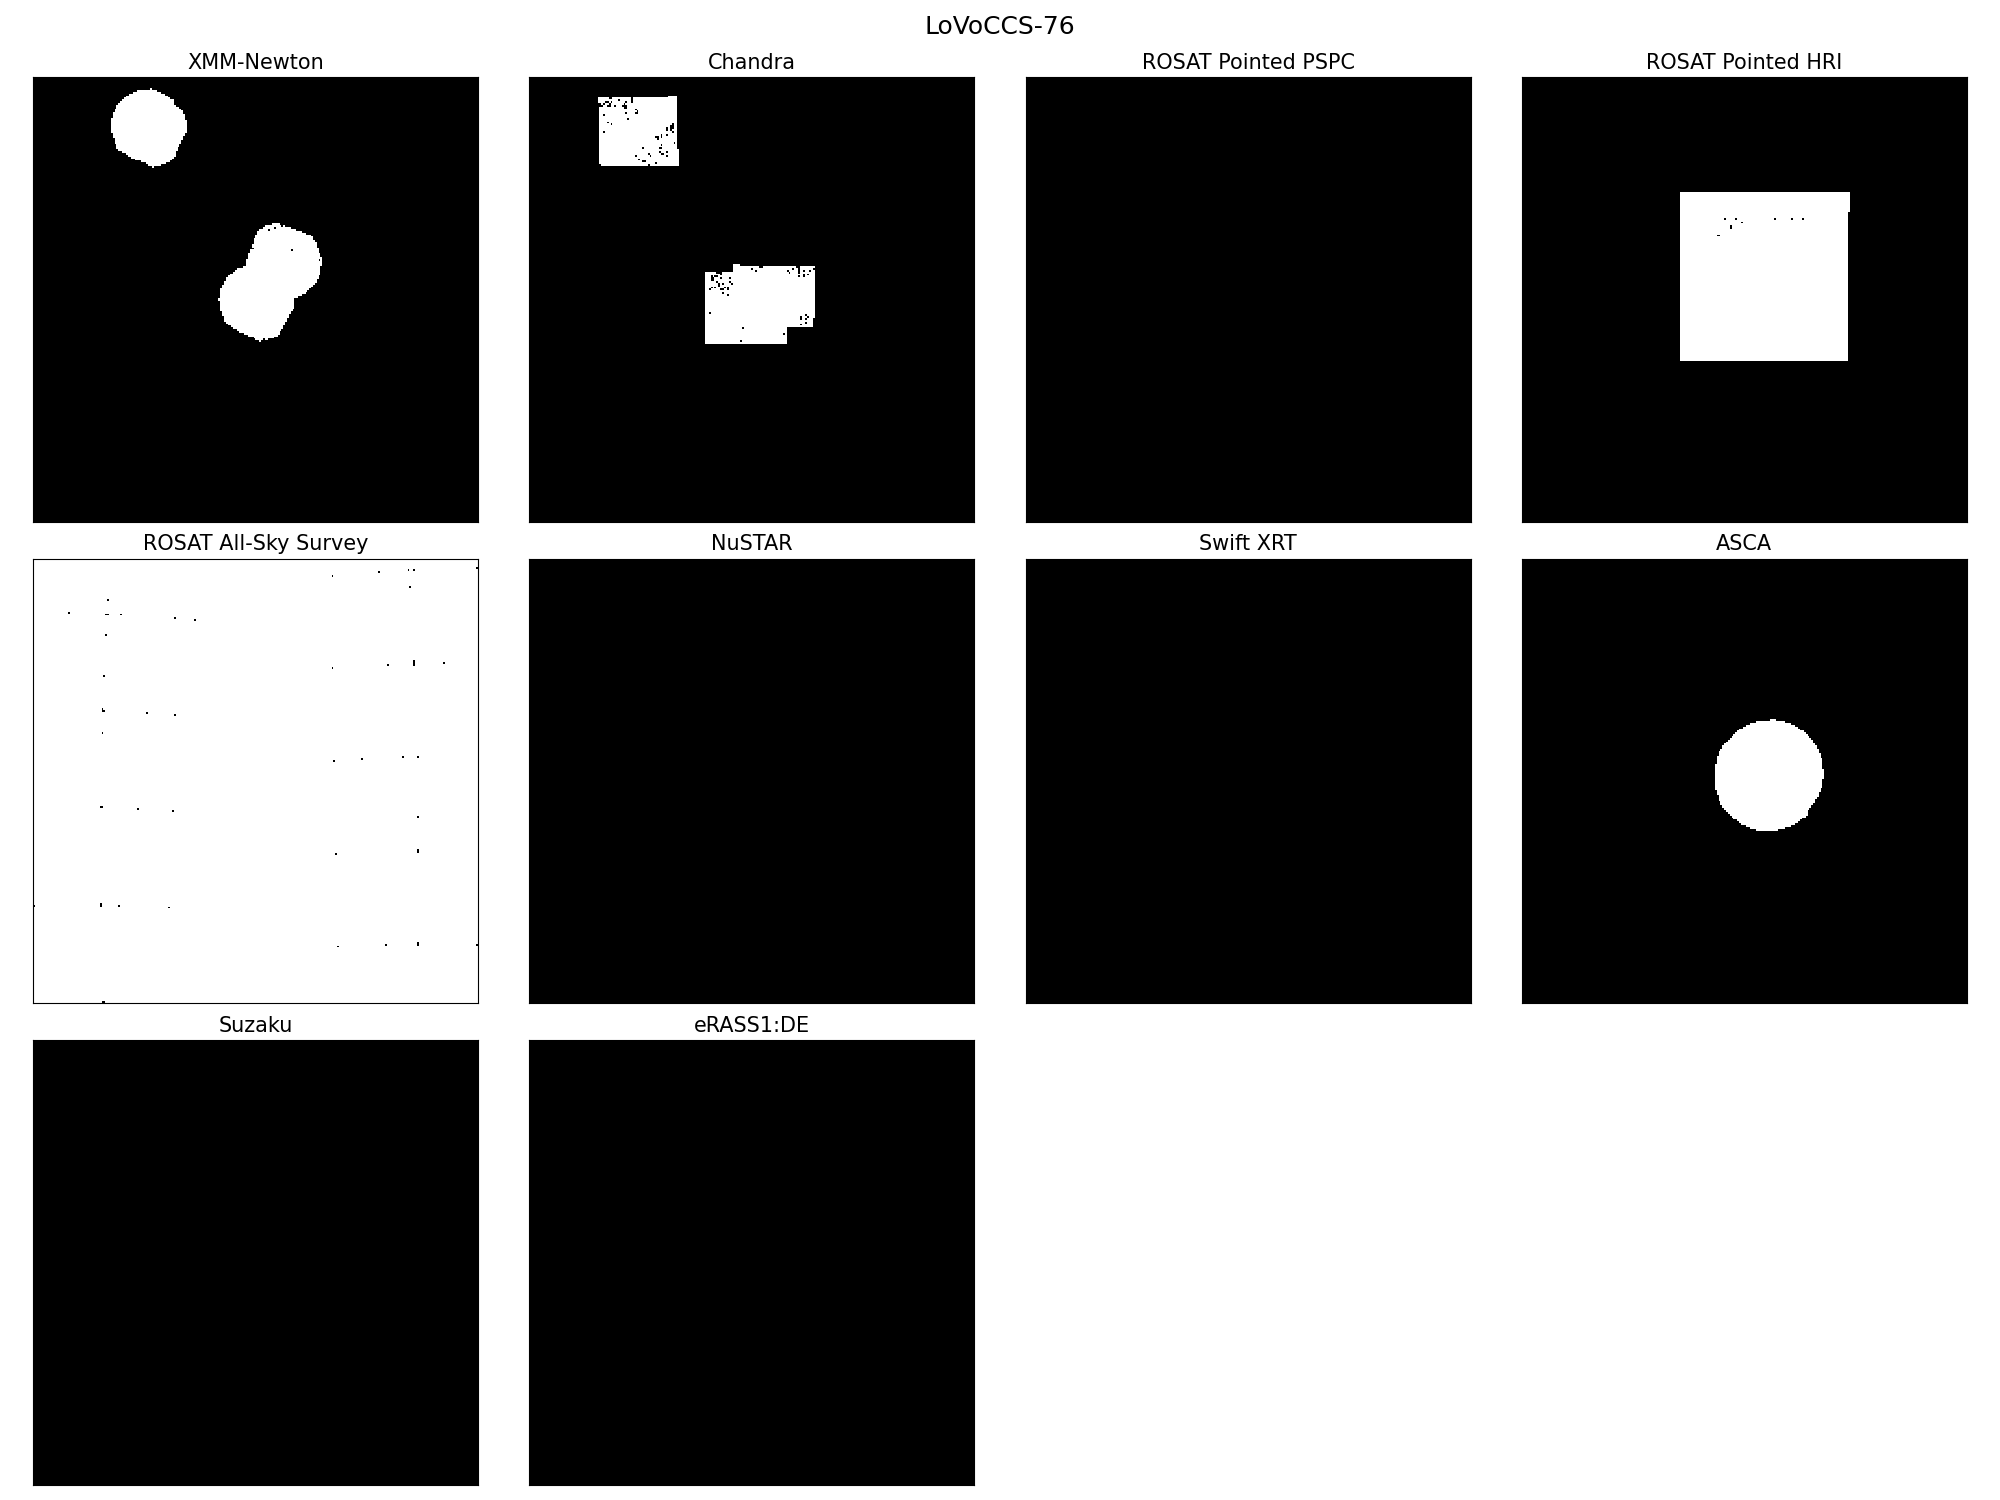 LoVoCCS-76
XMM-Newton
Chandra
ROSAT Pointed PSPC
ROSAT Pointed HRI
ROSAT All-Sky Survey
NuSTAR
Swift XRT
ASCA
Suzaku
eRASS1:DE